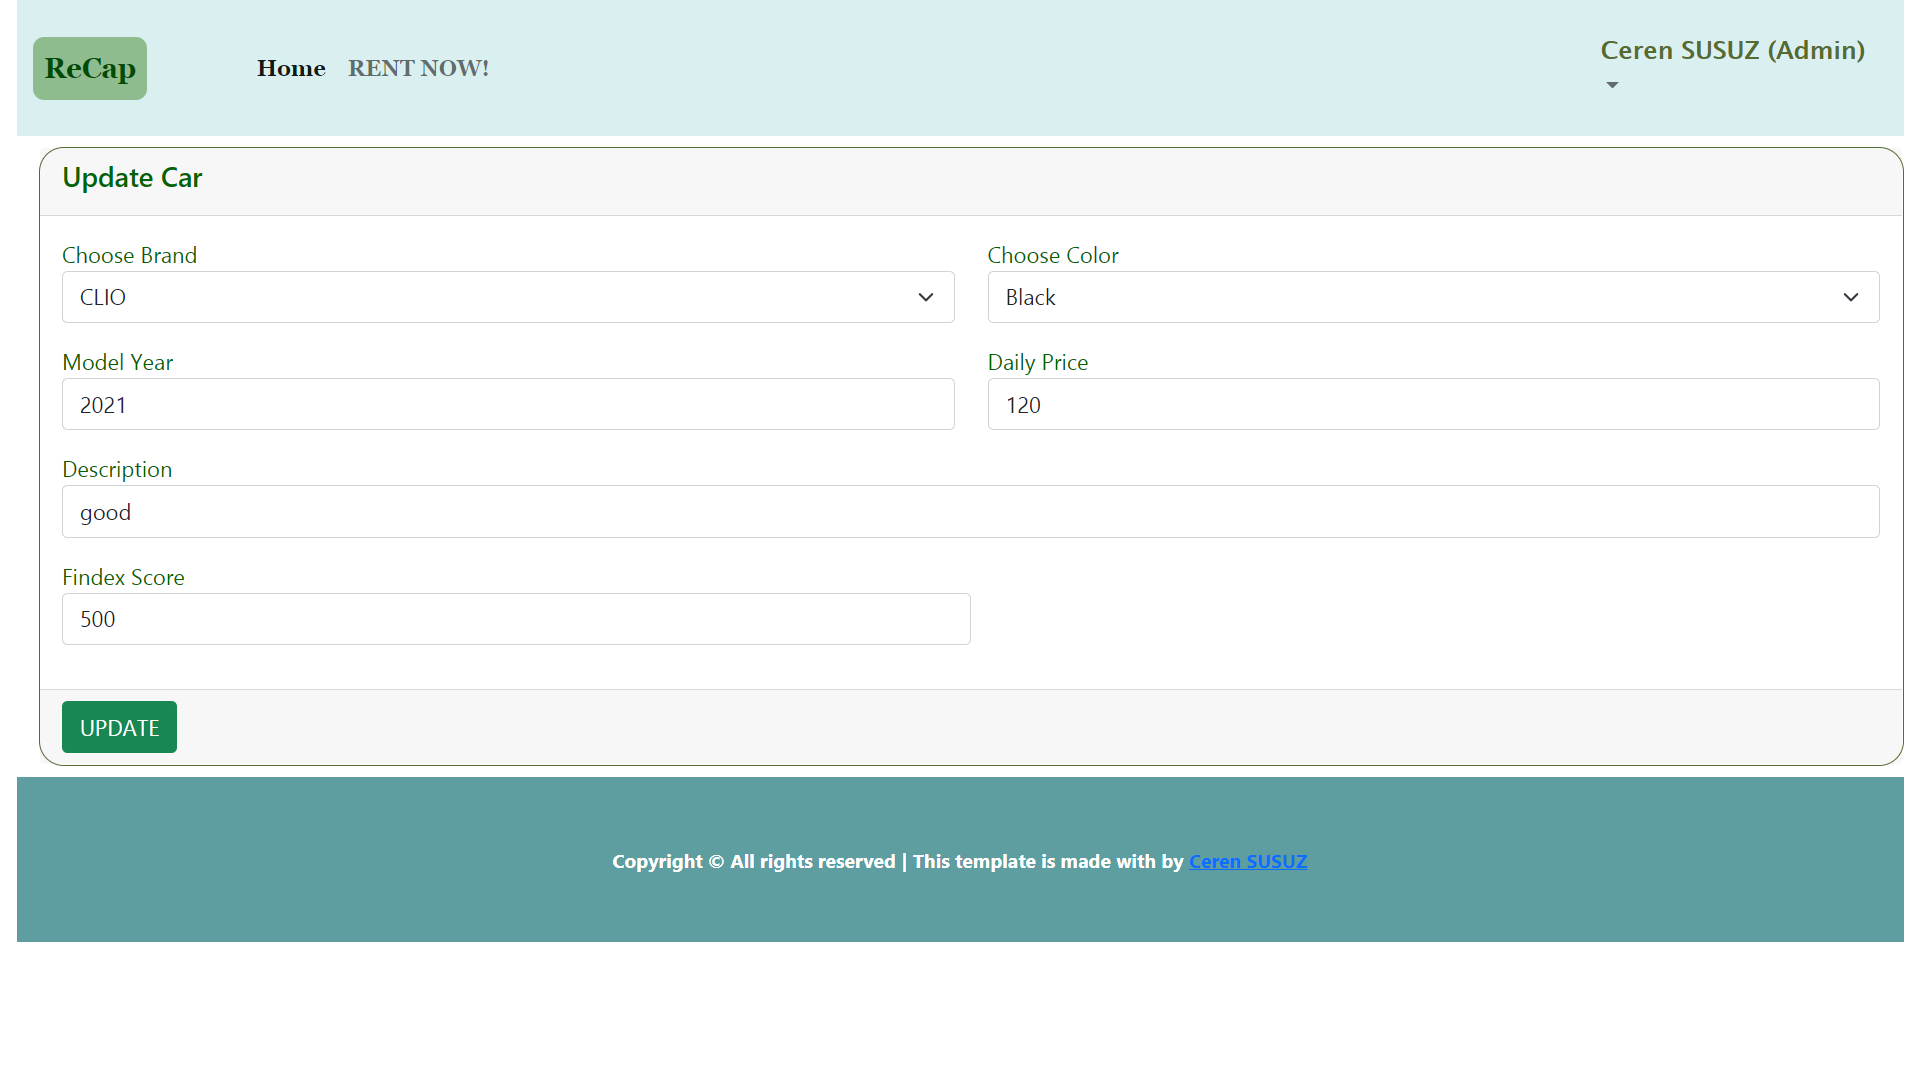 ReCap
Home
RENT NOW!
Ceren SUSUZ (Admin)
Update Car
Choose Brand
Choose Color
CLIO
Black
Model Year
Daily Price
2021
120
Description
good
Findex Score
500
UPDATE
Copyright © All rights reserved | This template is made with by Ceren SUSUZ